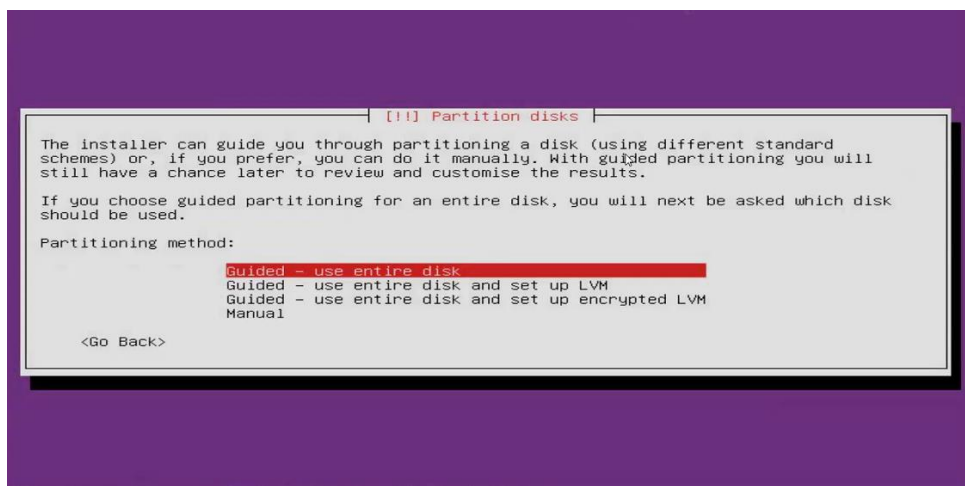 [!!] Partition disks
The installer can guide you through partitioning a disk (using different standard
schemes) or, if you prefer, you can do it manually. With guided partitioning you will
still have a chance later to review and customise the results.
If you choose guided partitioning for an entire disk, you will next be asked which disk
should be used.
Partitioning method:
Guided - use entire disk
Guided - use entire disk and set up LVM
Guided - use entire disk and set up encrypted LVM
Manual
<Go Back>